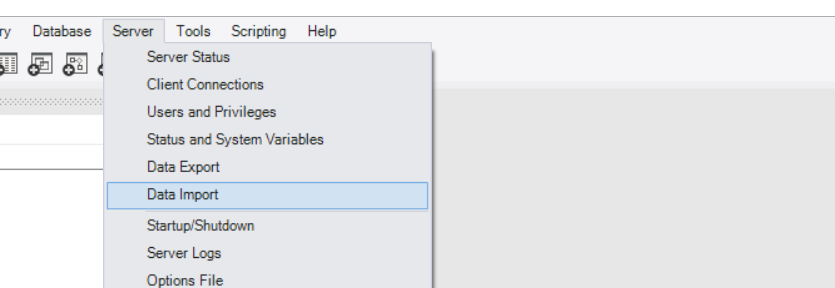 ry Database Server Tools Scripting Help
Server Status
Client Connections
Users and Privileges
Status and System Variables
Data Export
Data Import
Startup/Shutdown
Server Logs
Options File